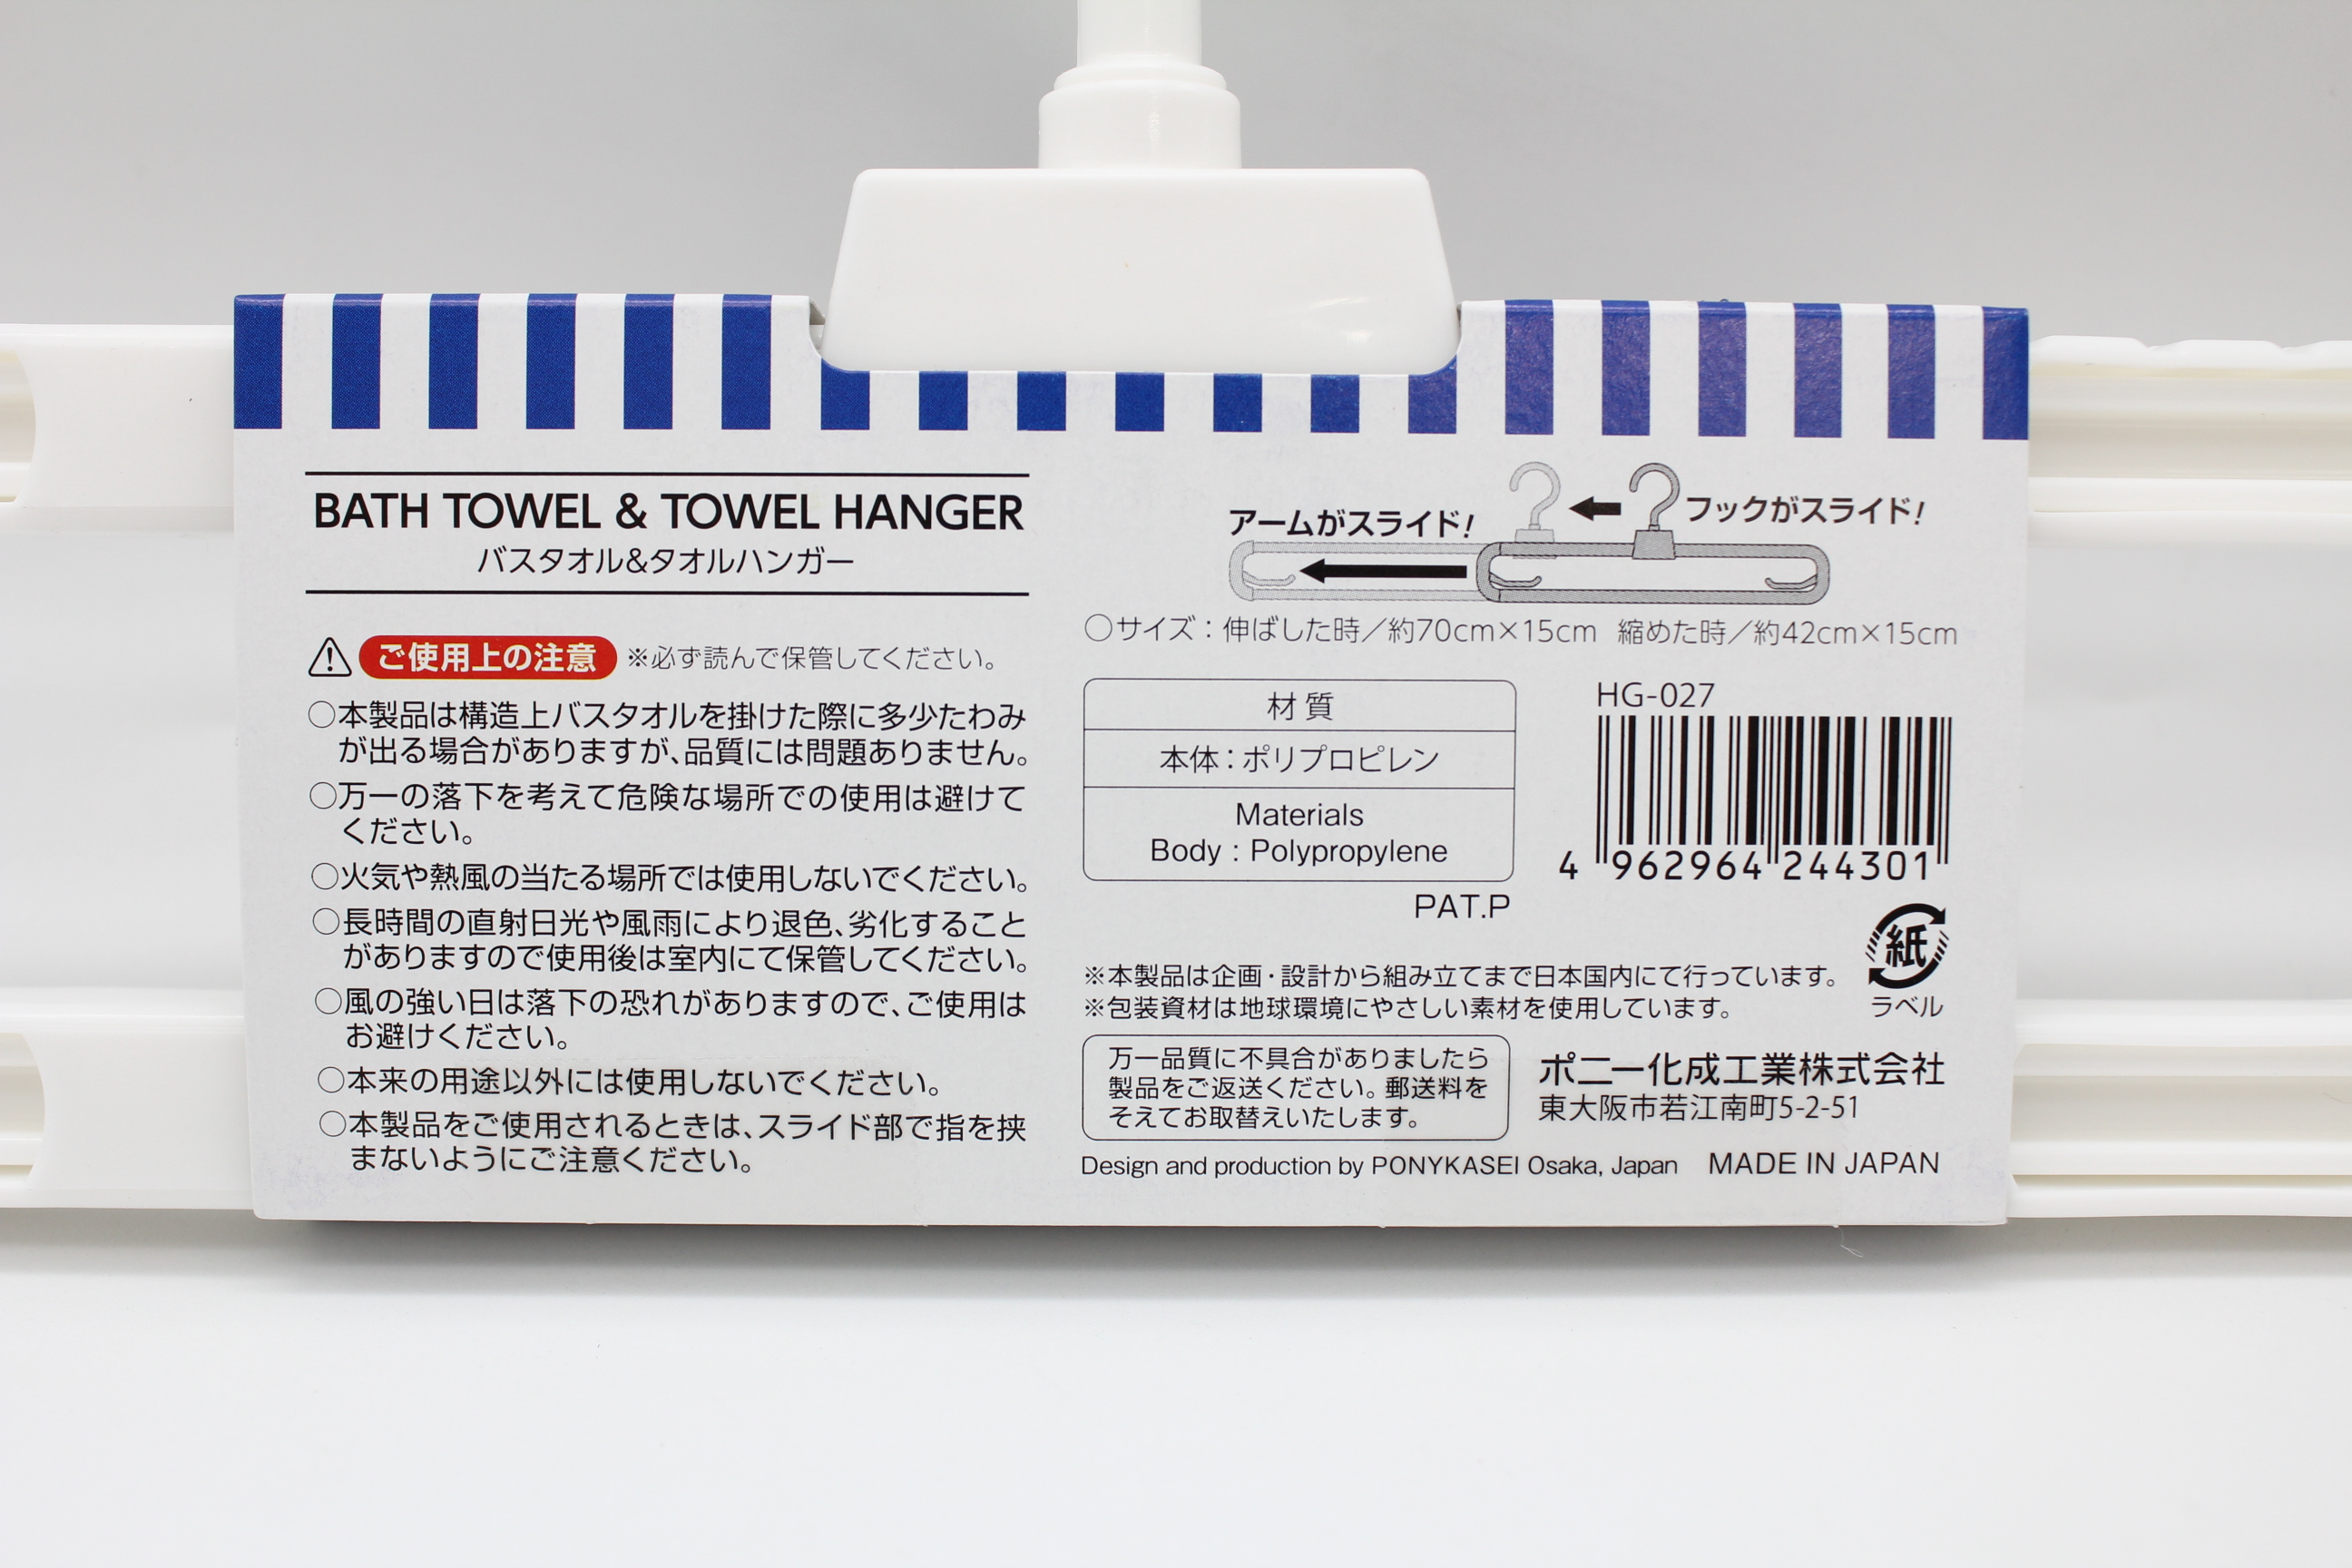 BATH TOWEL & TOWEL HANGER
バスタオル&タオルハンガー
ご使用上の注意 ※必ず読んで保管してください。
○本製品は構造上バスタオルを掛けた際に多少たわみ
が出る場合がありますが、品質には問題ありません。
○万一の落下を考えて危険な場所での使用は避けて
ください。
○火気や熱風の当たる場所では使用しないでください。
○長時間の直射日光や風雨により退色、劣化すること
がありますので使用後は室内にて保管してください。
○風の強い日は落下の恐れがありますので、ご使用は
お避けください。
○本来の用途以外には使用しないでください。
○本製品をご使用されるときは、スライド部で指を挟
まないようにご注意ください。
アームがスライド!
フックがスライド!
○サイズ：伸ばした時／約70cm×15cm 縮めた時／約42cm×15cm
材質
本体：ポリプロピレン
Materials
Body : Polypropylene
PAT.P
HG-027
4 962964 244301
紙
ラベル
※本製品は企画・設計から組み立てまで日本国内にて行っています。
※包装資材は地球環境にやさしい素材を使用しています。
万一品質に不具合がありましたら
製品をご返送ください。郵送料を
そえてお取替えいたします。
ポニー化成工業株式会社
東大阪市若江南町5-2-51
Design and production by PONYKASEI Osaka, Japan MADE IN JAPAN